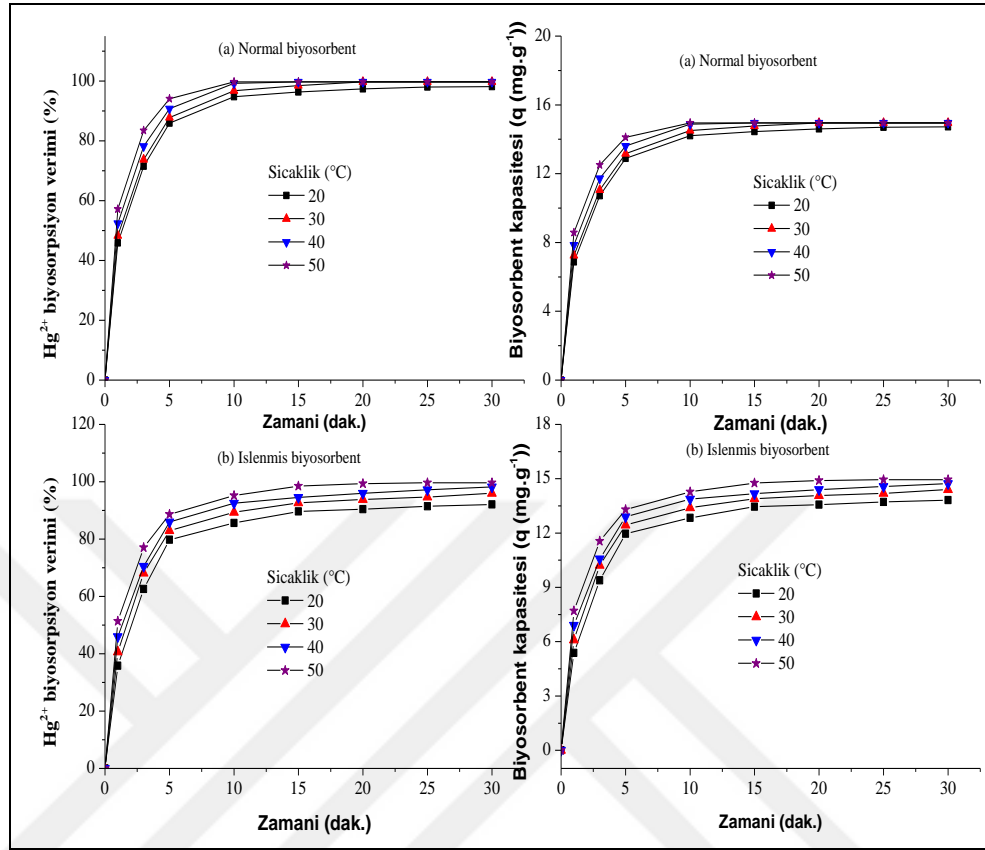 (a) Normal biyosorbent
Hg²⁺ biyosorpsiyon verimi (%)
100
80
60
40
20
0
Sicaklik (°C)
20
30
40
50
0 5 10 15 20 25 30
Zamani (dak.)
(a) Normal biyosorbent
Biyosorbent kapasitesi (q (mg.g⁻¹))
20
16
12
8
4
0
Sicaklik (°C)
20
30
40
50
0 5 10 15 20 25 30
Zamani (dak.)
(b) Islenmis biyosorbent
Hg²⁺ biyosorpsiyon verimi (%)
120
100
80
60
40
20
0
Sicaklik (°C)
20
30
40
50
0 5 10 15 20 25 30
Zamani (dak.)
(b) Islenmis biyosorbent
Biyosorbent kapasitesi (q (mg.g⁻¹))
18
15
12
9
6
3
0
Sicaklik (°C)
20
30
40
50
0 5 10 15 20 25 30
Zamani (dak.)